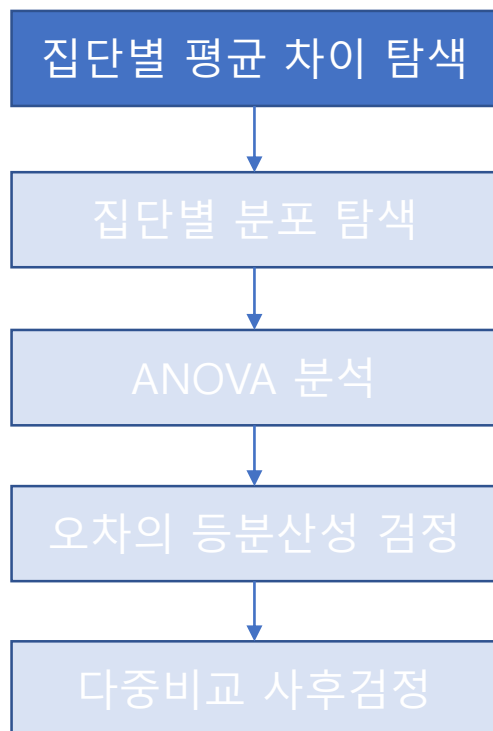 집단별 평균 차이 탐색
집단별 분포 탐색
ANOVA 분석
오차의 등분산성 검정
다중비교 사후검정